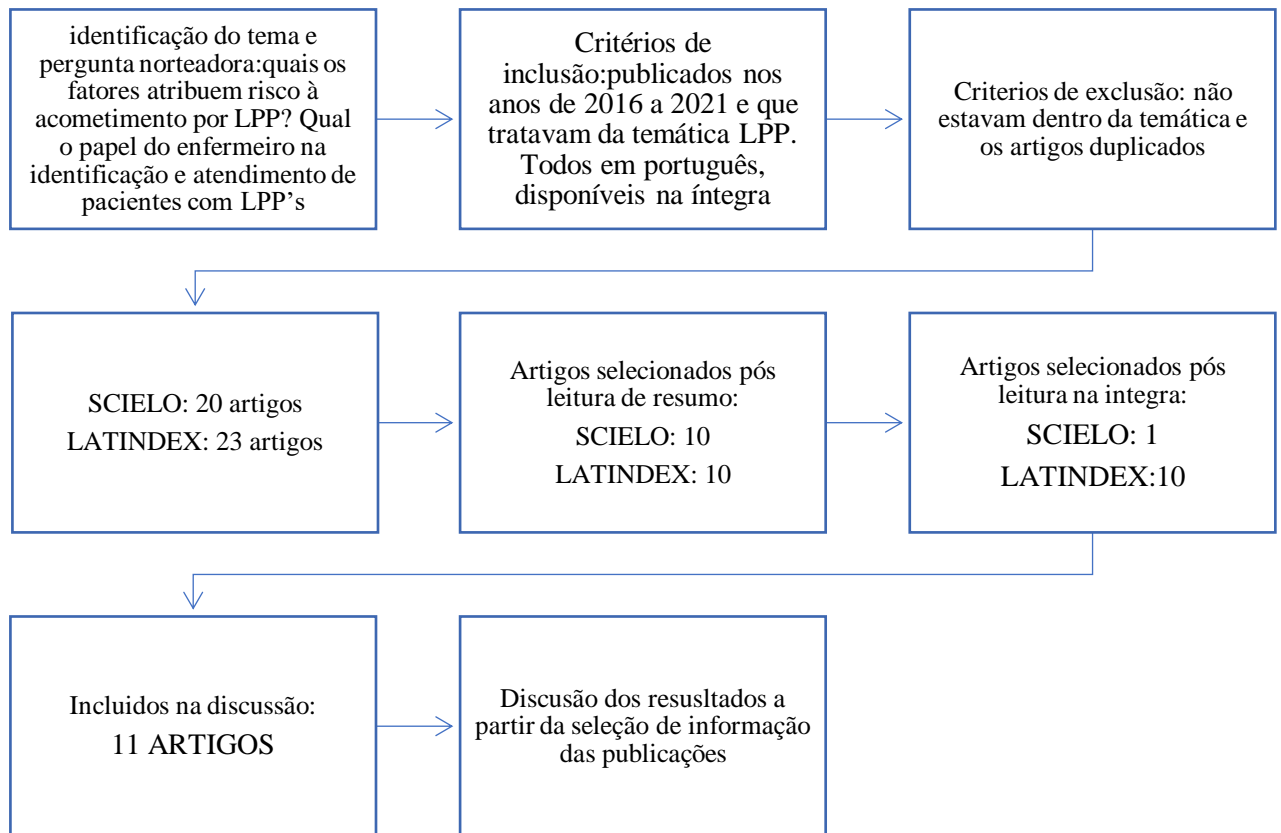 identificação do tema e
pergunta norteadora:quais os
fatores atribuem risco à
acometimento por LPP? Qual
o papel do enfermeiro na
identificação e atendimento de
pacientes com LPP’s
Critérios de
inclusão:publicados nos
anos de 2016 a 2021 e que
tratavam da temática LPP.
Todos em português,
disponíveis na íntegra
Criterios de exclusão: não
estavam dentro da temática e
os artigos duplicados
SCIELO: 20 artigos
LATINDEX: 23 artigos
Artigos selecionados pós
leitura de resumo:
SCIELO: 10
LATINDEX: 10
Artigos selecionados pós
leitura na integra:
SCIELO: 1
LATINDEX:10
Incluidos na discussão:
11 ARTIGOS
Discusão dos resusltados a
partir da seleção de informação
das publicações